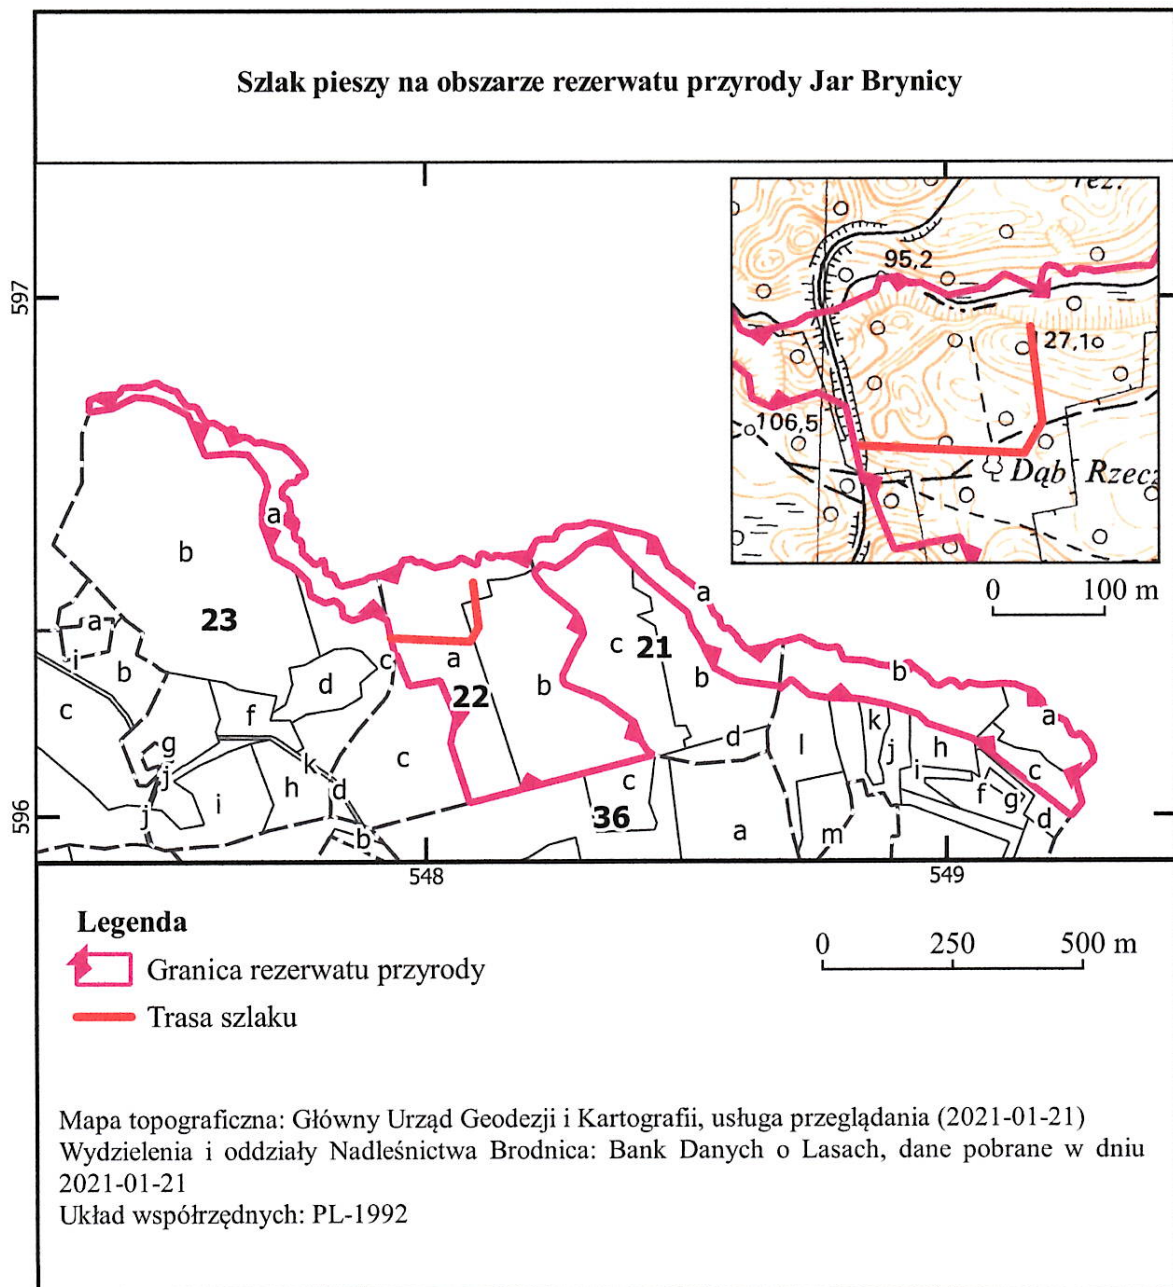 Szlak pieszy na obszarze rezerwatu przyrody Jar Brynicy
rez.
95,2
27,1
106,5
Dąb Rzecz
0 100 m
597
596
a
b
23
a
i
b
c
d
f
g
j
j
i
h
k
d
b
c
c
a
22
b
c
21
b
a
d
c
36
a
l
m
k
j
i
h
f
g
b
a
c
d
548
549
Legenda
0 250 500 m
Granica rezerwatu przyrody
Trasa szlaku
Mapa topograficzna: Główny Urząd Geodezji i Kartografii, usługa przeglądania (2021-01-21)
Wydzielenia i oddziały Nadleśnictwa Brodnica: Bank Danych o Lasach, dane pobrane w dniu
2021-01-21
Układ współrzędnych: PL-1992